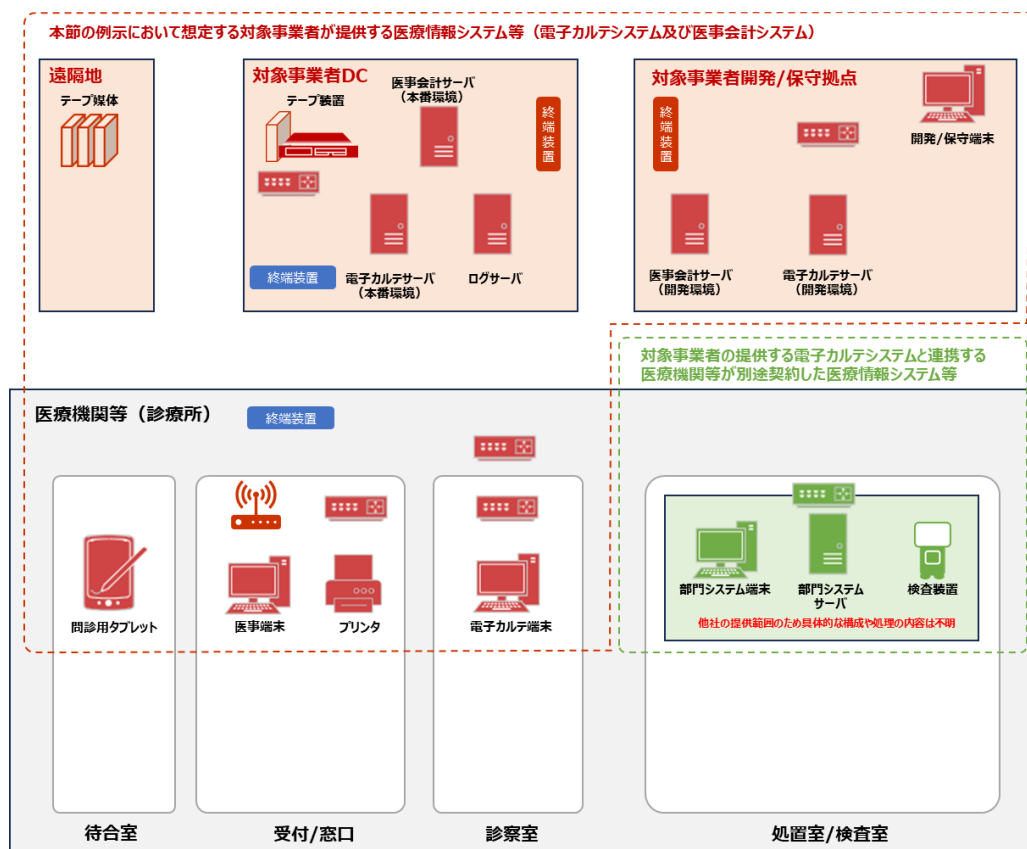 本節の例示において想定する対象事業者が提供する医療情報システム等（電子カルテシステム及び医事会計システム）
遠隔地
テープ媒体
対象事業者DC
テープ装置
医事会計サーバ
（本番環境）
終端装置
終端装置
電子カルテサーバ
（本番環境）
ログサーバ
対象事業者開発/保守拠点
終端装置
開発/保守端末
医事会計サーバ
（開発環境）
電子カルテサーバ
（開発環境）
対象事業者の提供する電子カルテシステムと連携する
医療機関等が別途契約した医療情報システム等
医療機関等（診療所）
終端装置
問診用タブレット
医事端末
プリンタ
電子カルテ端末
部門システム端末
部門システム
サーバ
検査装置
他社の提供範囲のため具体的な構成や処理の内容は不明
待合室
受付/窓口
診察室
処置室/検査室